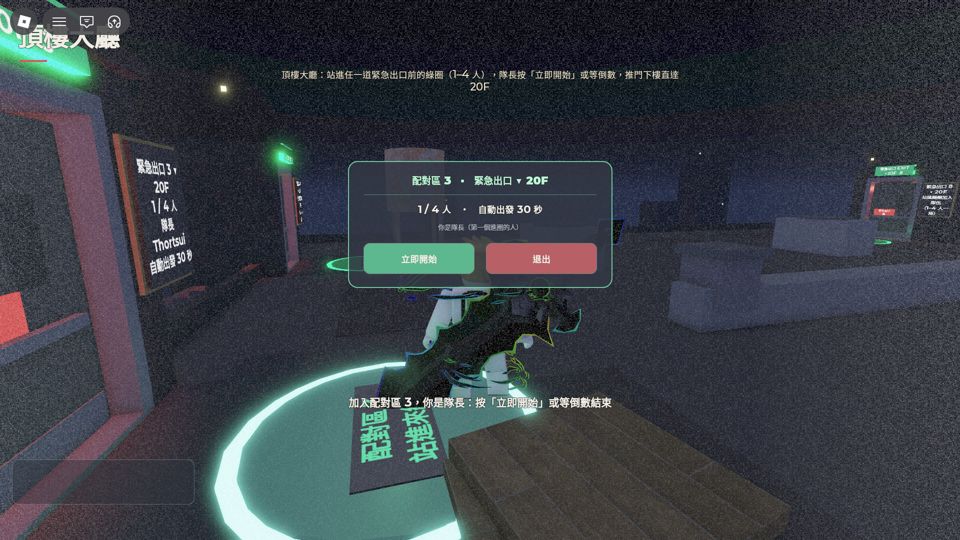 頂樓大廳
頂樓大廳：站進任一道緊急出口前的綠圈（1–4 人），隊長按「立即開始」或等倒數，推門下樓直達
20F
緊急出口 3 ▼
20F
1 / 4 人
隊長
Thortsui
自動出發 30 秒
配對區 3 • 緊急出口 ▼ 20F
1 / 4 人 • 自動出發 30 秒
你是隊長（第一個進圈的人）
立即開始
退出
加入配對區 3，你是隊長：按「立即開始」或等倒數結束
配對區
站進來